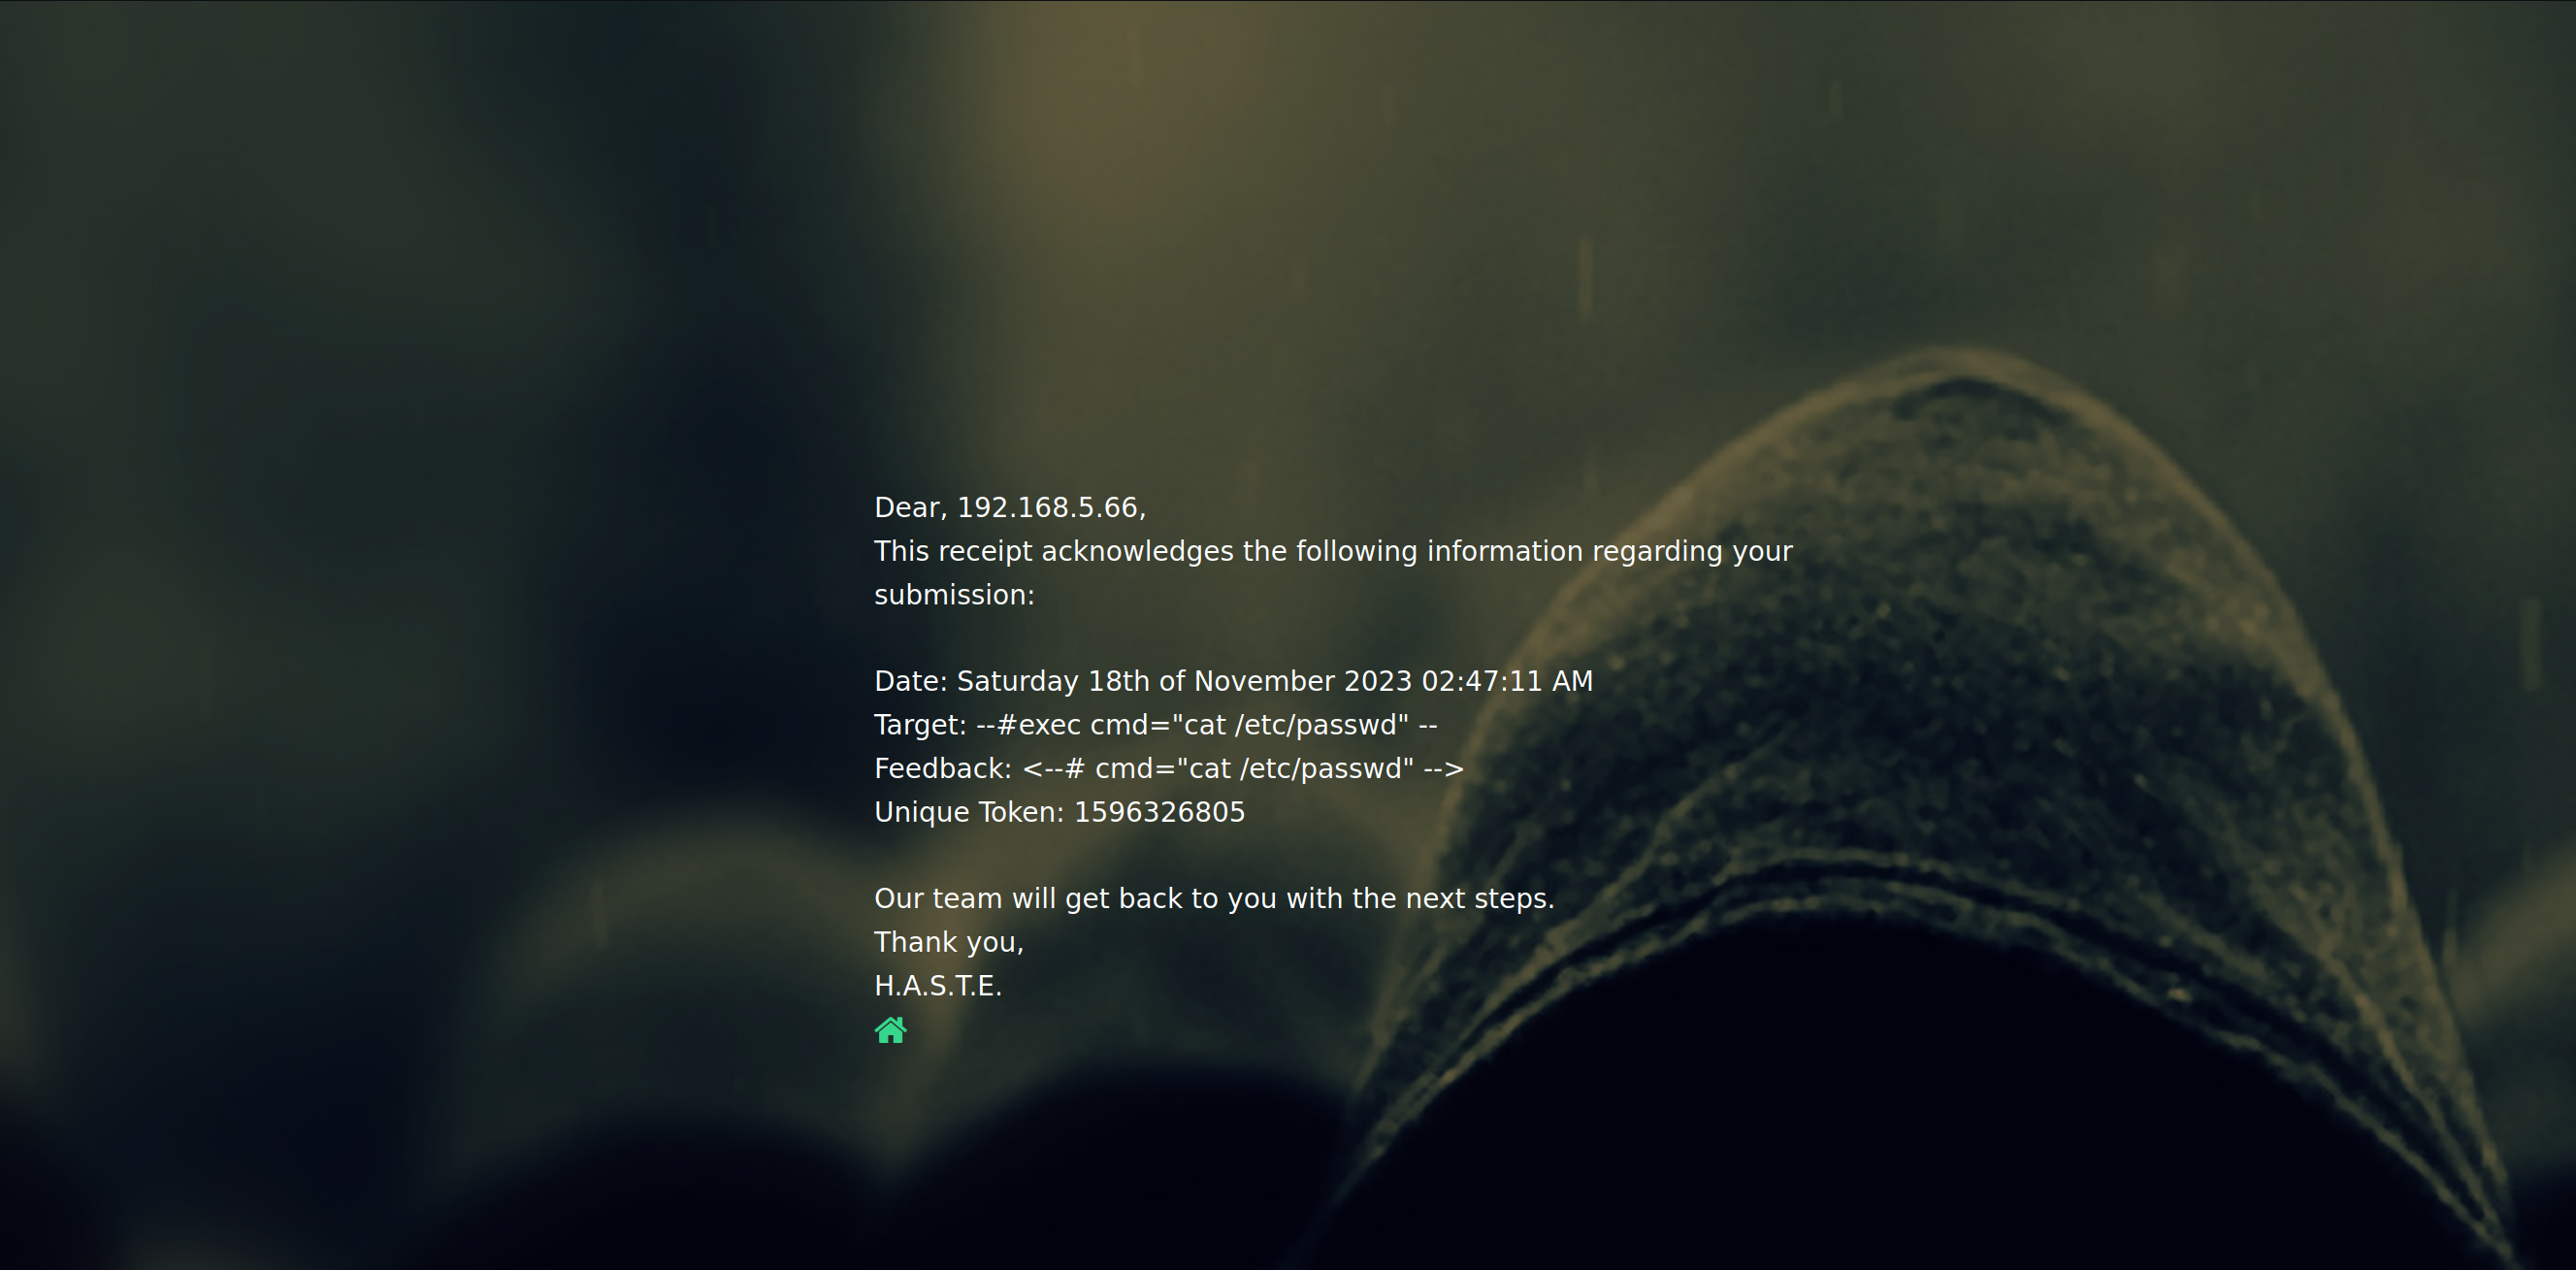 Dear, 192.168.5.66,
This receipt acknowledges the following information regarding your
submission:
Date: Saturday 18th of November 2023 02:47:11 AM
Target: --#exec cmd="cat /etc/passwd" --
Feedback: <--# cmd="cat /etc/passwd" -->
Unique Token: 1596326805
Our team will get back to you with the next steps.
Thank you,
H.A.S.T.E.